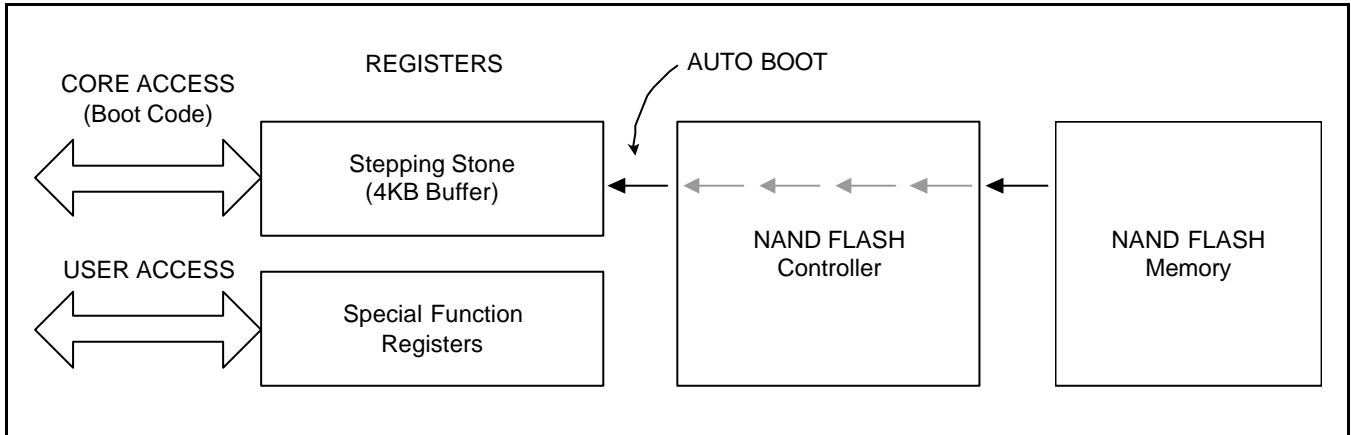 REGISTERS
AUTO BOOT
CORE ACCESS
(Boot Code)
Stepping Stone
(4KB Buffer)
NAND FLASH
Controller
NAND FLASH
Memory
USER ACCESS
Special Function
Registers